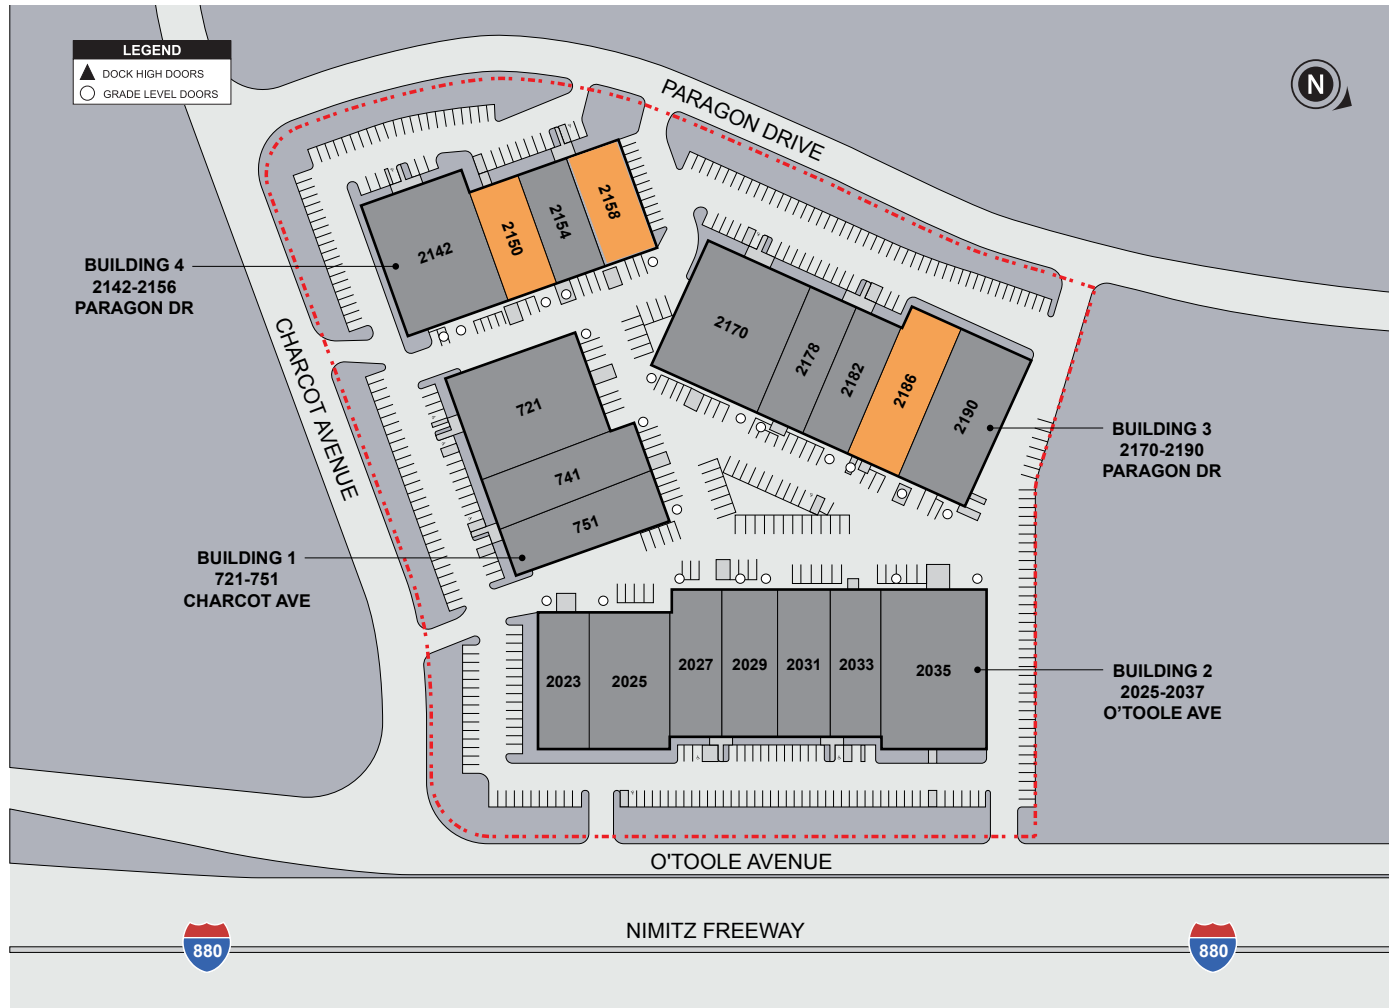 LEGEND
DOCK HIGH DOORS
GRADE LEVEL DOORS
N
PARAGON DRIVE
2142
2150
2154
2158
BUILDING 4
2142-2156
PARAGON DR
CHARCOT AVENUE
2170
2178
2182
2186
2190
BUILDING 3
2170-2190
PARAGON DR
721
741
751
BUILDING 1
721-751
CHARCOT AVE
2023
2025
2027
2029
2031
2033
2035
BUILDING 2
2025-2037
O'TOOLE AVE
O'TOOLE AVENUE
NIMITZ FREEWAY
880
880